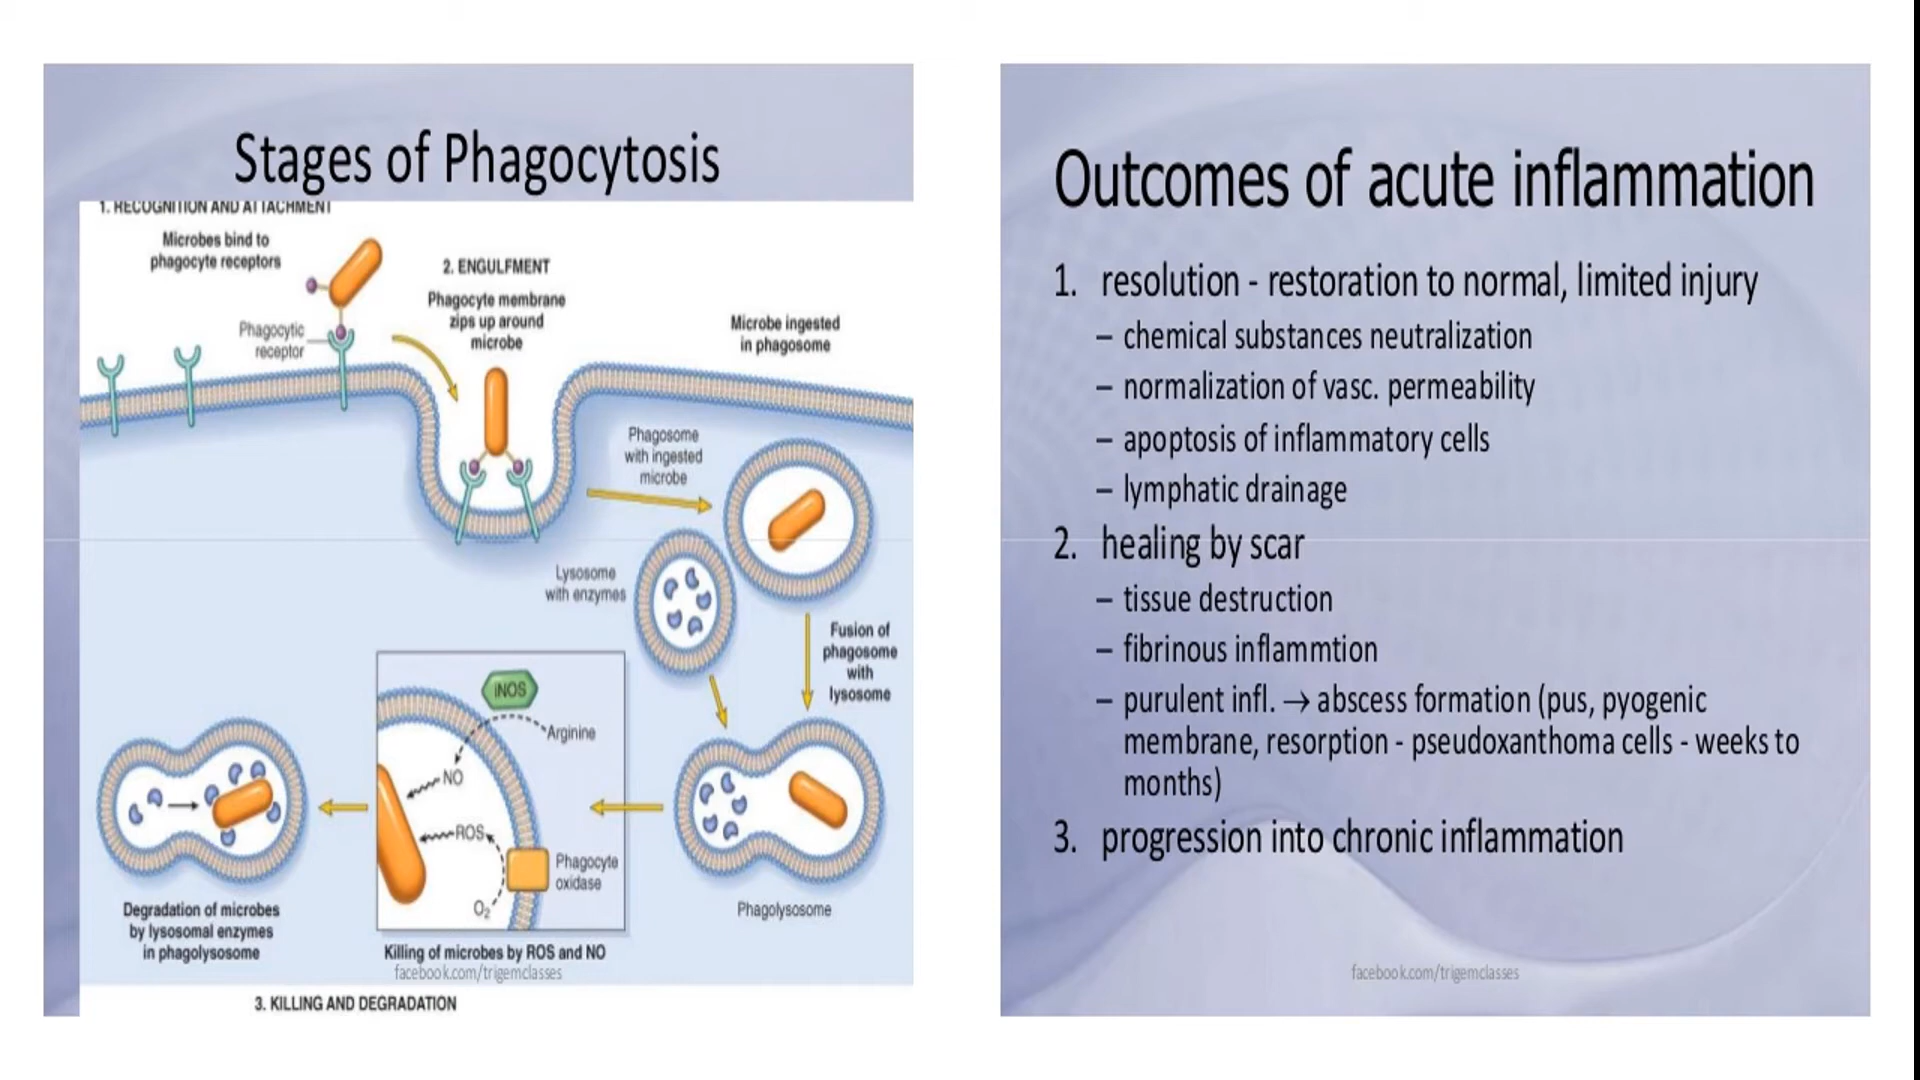 Stages of Phagocytosis
1. RECOGNITION AND ATTACHMENT
Microbes bind to
phagocyte receptors
2. ENGULFMENT
Phagocyte membrane
zips up around
microbe
Microbe ingested
in phagosome
Phagocytic
receptor
Phagosome
with ingested
microbe
Lysosome
with enzymes
Fusion of
phagosome
with
lysosome
iNOS
Arginine
NO
ROS
Phagocyte
oxidase
O₂
Degradation of microbes
by lysosomal enzymes
in phagolysosome
Killing of microbes by ROS and NO
Phagolysosome
facebook.com/trigemclasses
3. KILLING AND DEGRADATION
Outcomes of acute inflammation
1. resolution - restoration to normal, limited injury
– chemical substances neutralization
– normalization of vasc. permeability
– apoptosis of inflammatory cells
– lymphatic drainage
2. healing by scar
– tissue destruction
– fibrinous inflammtion
– purulent infl. → abscess formation (pus, pyogenic
membrane, resorption - pseudoxanthoma cells - weeks to
months)
3. progression into chronic inflammation
facebook.com/trigemclasses